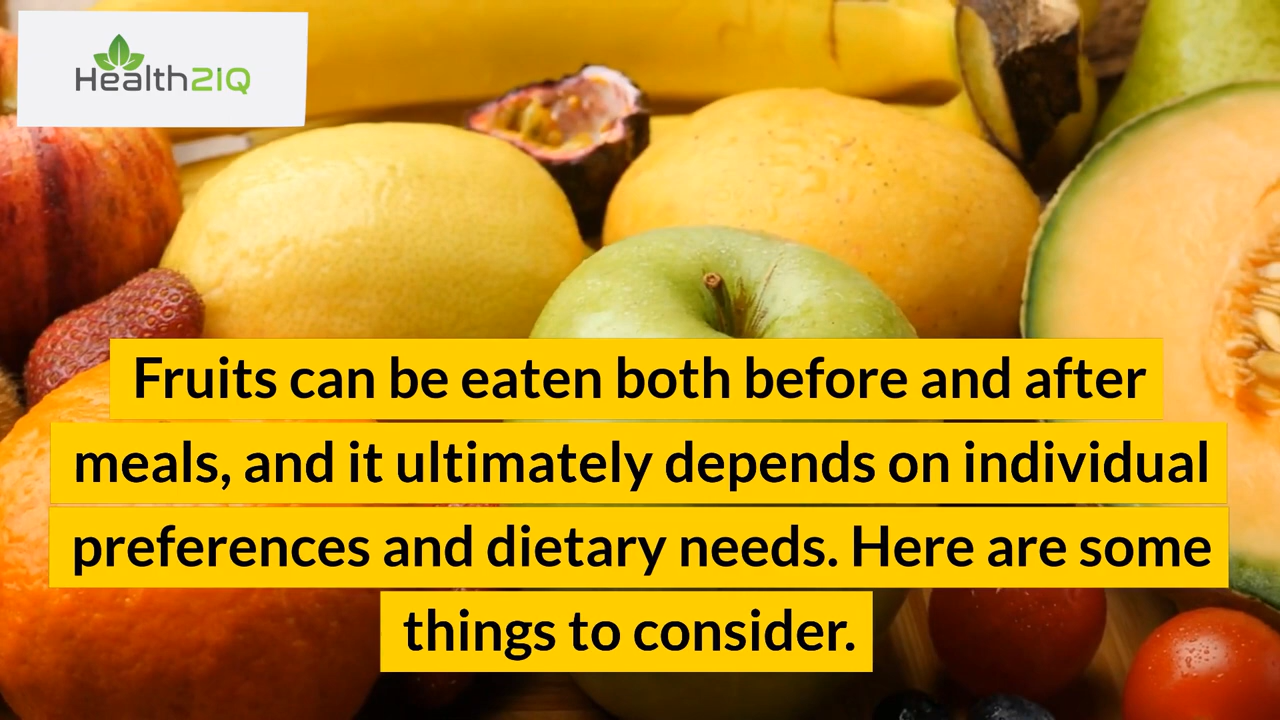 Health2IQ
Fruits can be eaten both before and after
meals, and it ultimately depends on individual
preferences and dietary needs. Here are some
things to consider.